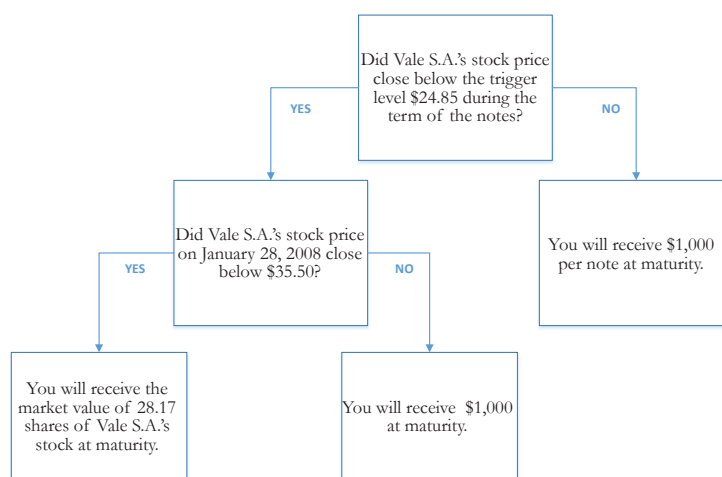 Did Vale S.A.'s stock price
close below the trigger
level $24.85 during the
term of the notes?
YES
NO
Did Vale S.A.'s stock price
on January 28, 2008 close
below $35.50?
You will receive $1,000
per note at maturity.
YES
NO
You will receive the
market value of 28.17
shares of Vale S.A.'s
stock at maturity.
You will receive $1,000
at maturity.